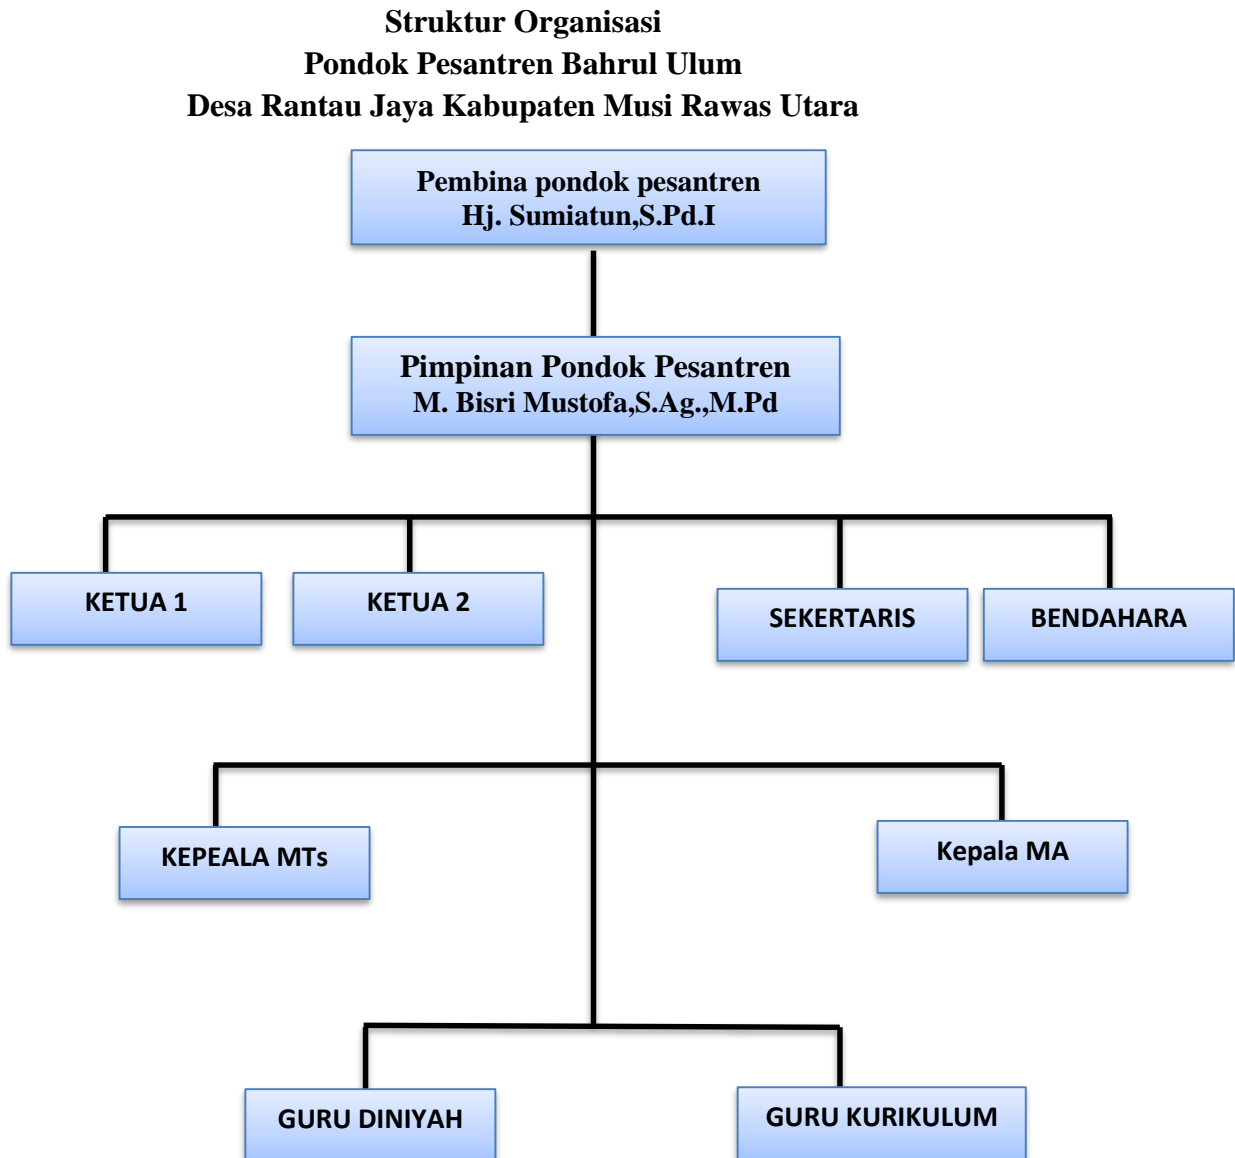 Struktur Organisasi
Pondok Pesantren Bahrul Ulum
Desa Rantau Jaya Kabupaten Musi Rawas Utara
Pembina pondok pesantren
Hj. Sumiatun,S.Pd.I
Pimpinan Pondok Pesantren
M. Bisri Mustofa,S.Ag.,M.Pd
KETUA 1
KETUA 2
SEKERTARIS
BENDAHARA
KEPEALA MTs
Kepala MA
GURU DINIYAH
GURU KURIKULUM